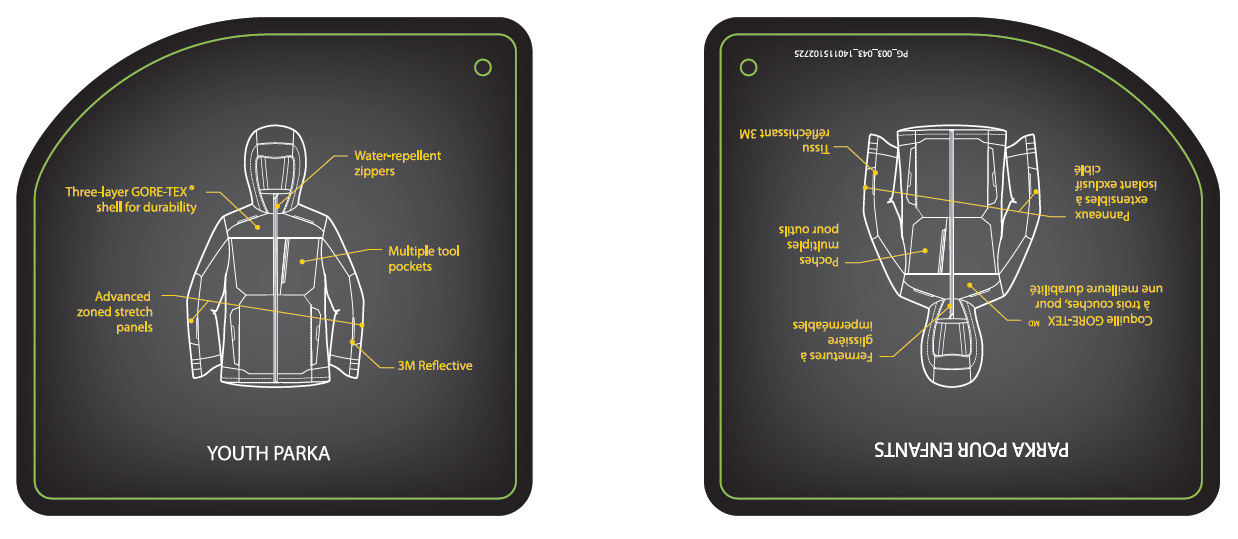 Water-repellent
zippers
Three-layer GORE-TEX®
shell for durability
Multiple tool
pockets
Advanced
zoned stretch
panels
3M Reflective
YOUTH PARKA
PARKA POUR ENFANTS
Fermetures à
glissière
imperméables
Coquille GORE-TEX MD
à trois couches, pour
une meilleure durabilité
Poches
multiples
pour outils
Panneaux
extensibles à
isolant exclusif
ciblé
Tissu
réfléchissant 3M
PG_003_043_140115102725